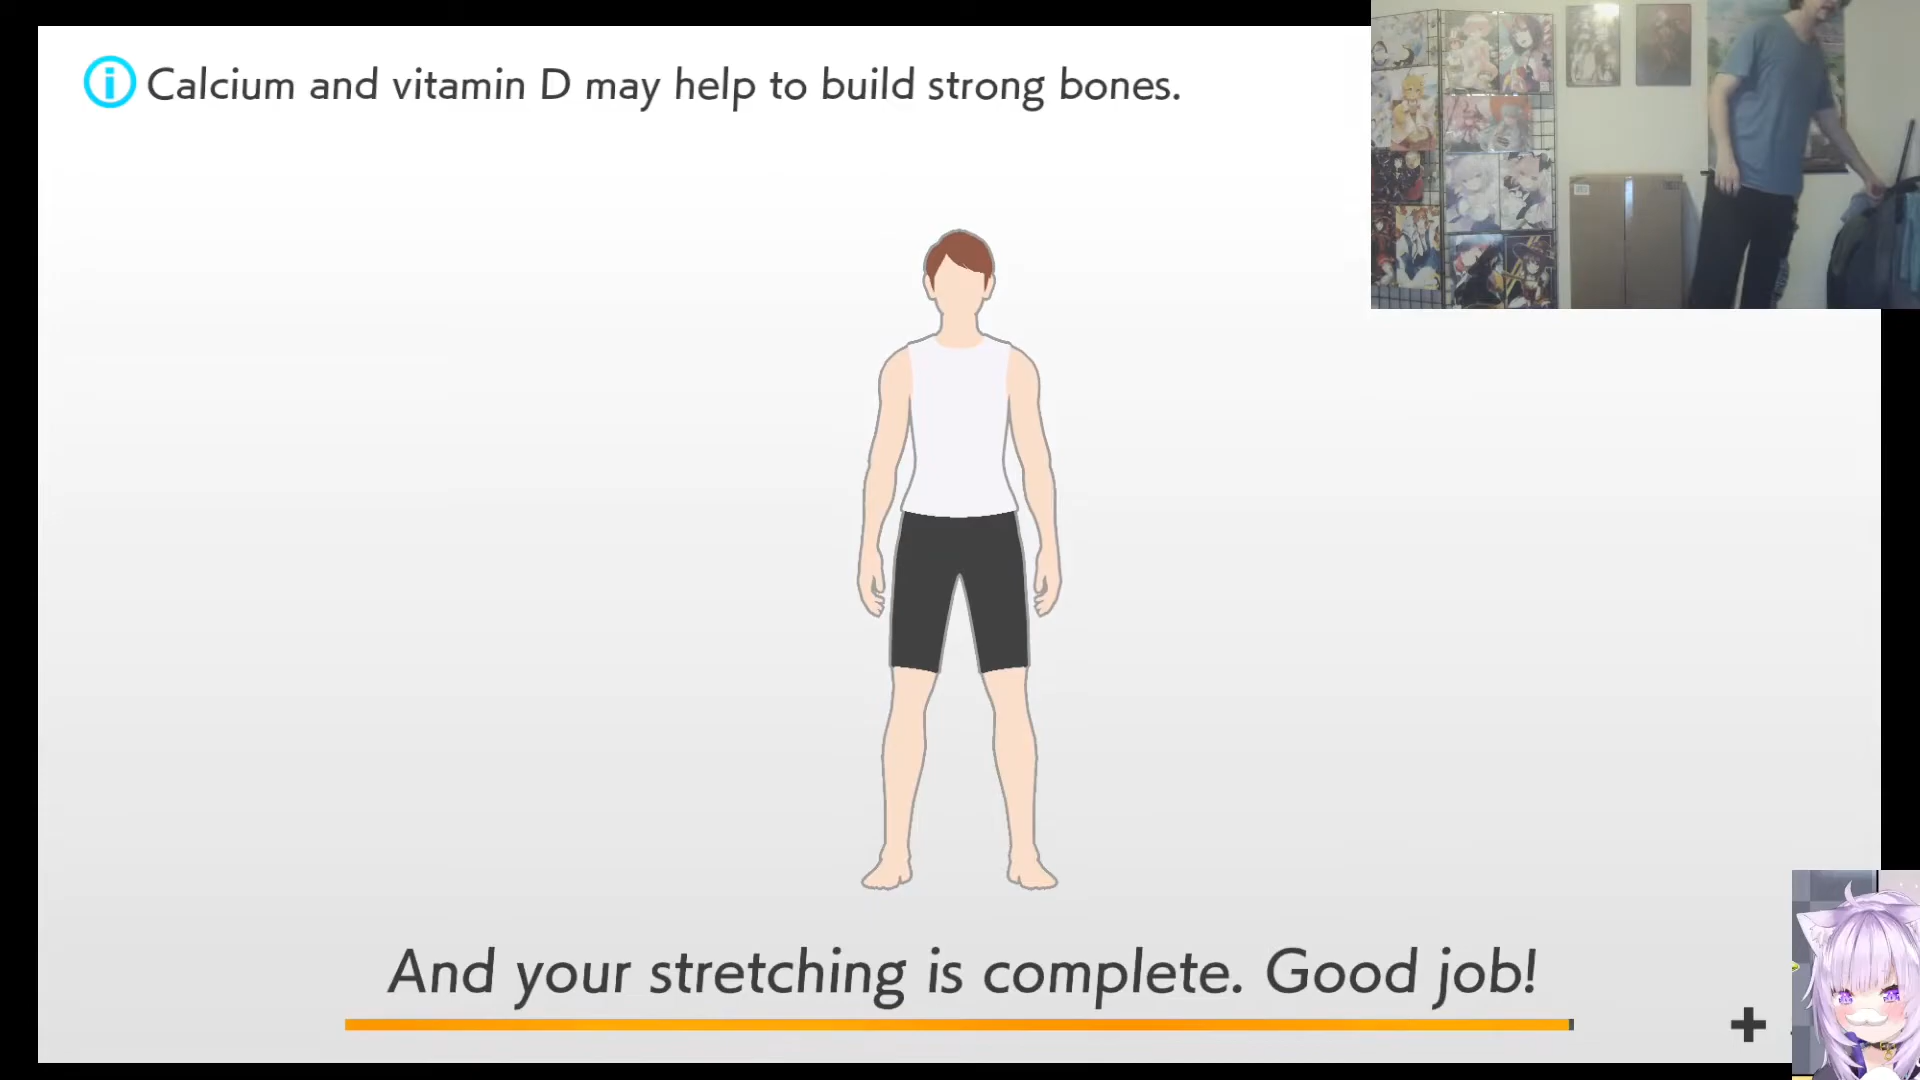 Calcium and vitamin D may help to build strong bones.
And your stretching is complete. Good job!
+